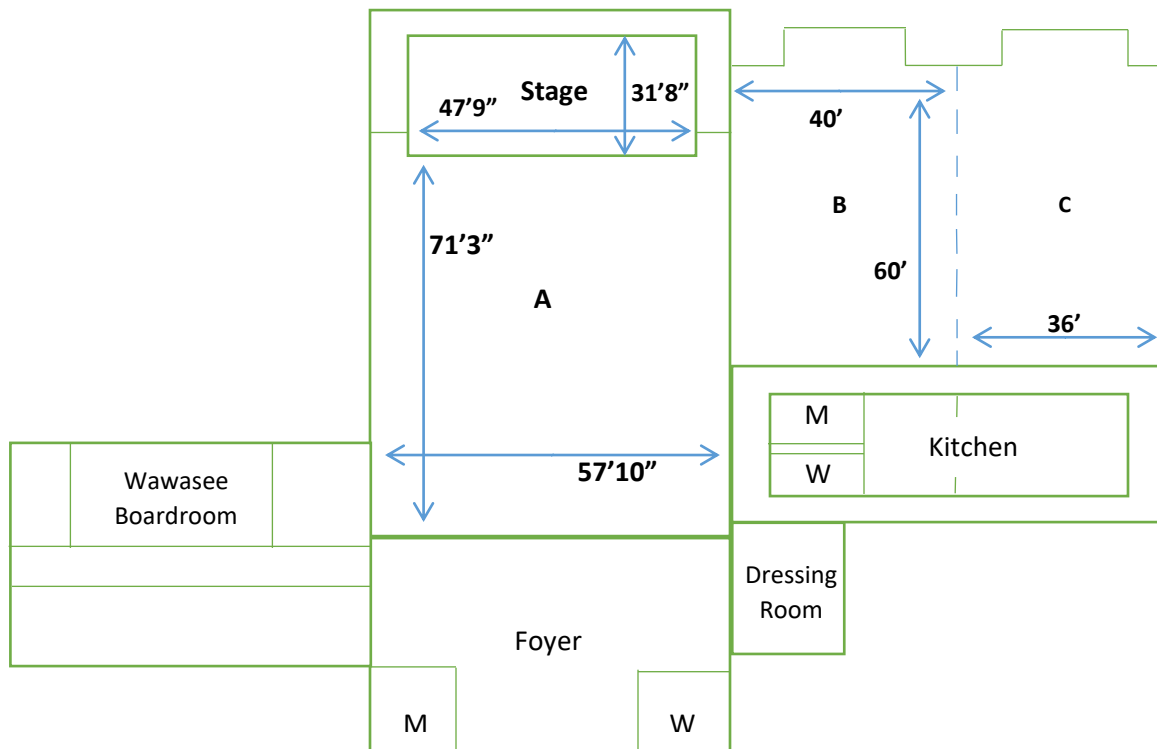 Stage
47’9”
31’8”
40’
B
C
71’3”
60’
A
36’
M
Kitchen
W
57’10”
Wawasee
Boardroom
Dressing
Room
Foyer
M
W